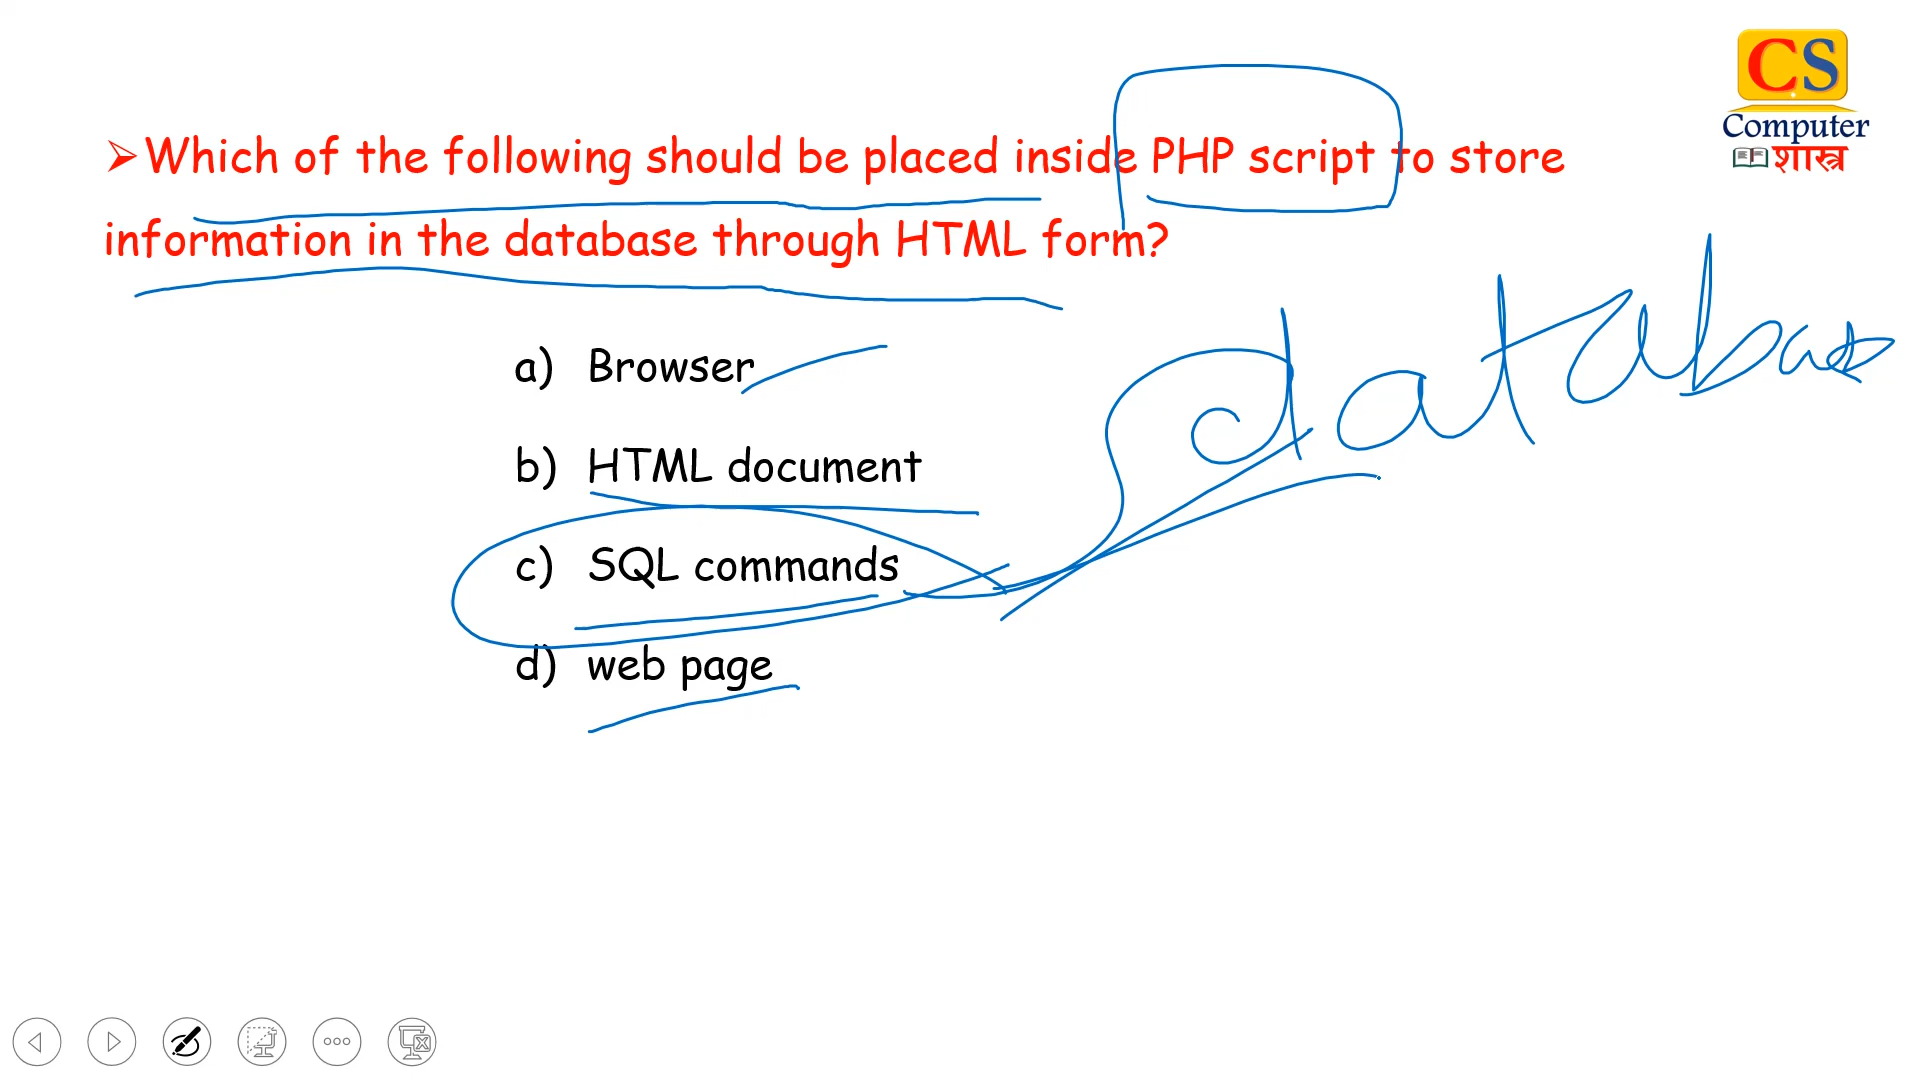 CS
Computer
शास्त्र
➢Which of the following should be placed inside PHP script to store
information in the database through HTML form?
a) Browser
b) HTML document
c) SQL commands
d) web page
database